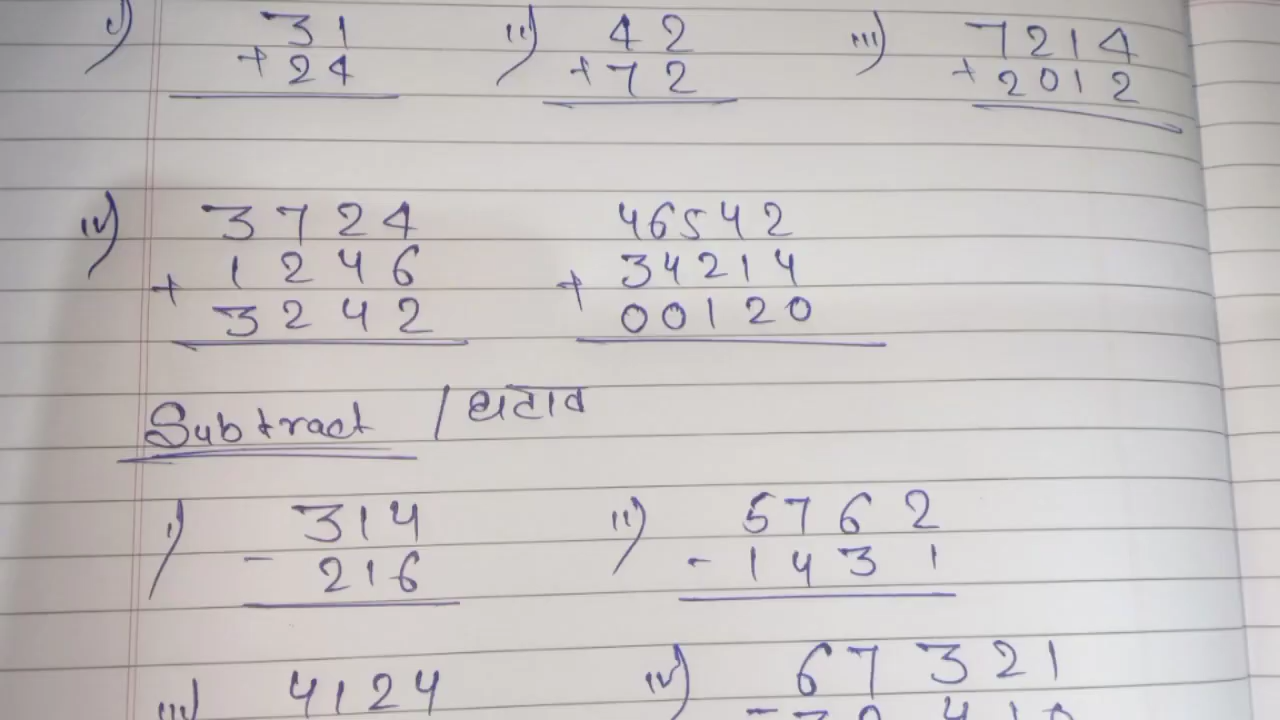 i) 31 ii) 42 iii) 7214
+ 24 + 72 + 2012
iv) 3724 46542
1246 34214
+ 3242 + 00120
Subtract / घटाव
i) 314 ii) 5762
- 216 - 1431
iii) 4124 iv) 67321